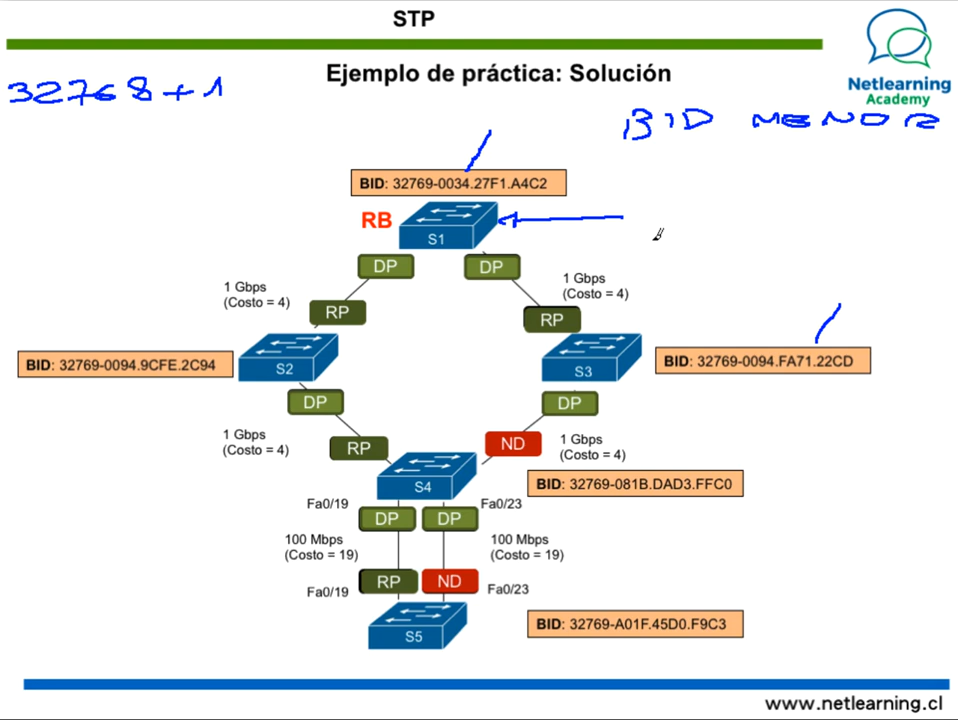 STP
Ejemplo de práctica: Solución
Netlearning
Academy
32768+1
BID MENOR
BID: 32769-0034.27F1.A4C2
RB
S1
DP
DP
1 Gbps
(Costo = 4)
1 Gbps
(Costo = 4)
RP
RP
BID: 32769-0094.9CFE.2C94
S2
S3
BID: 32769-0094.FA71.22CD
DP
DP
1 Gbps
(Costo = 4)
RP
ND
1 Gbps
(Costo = 4)
S4
BID: 32769-081B.DAD3.FFC0
Fa0/19
Fa0/23
DP
DP
100 Mbps
(Costo = 19)
100 Mbps
(Costo = 19)
RP
ND
Fa0/19
Fa0/23
S5
BID: 32769-A01F.45D0.F9C3
www.netlearning.cl